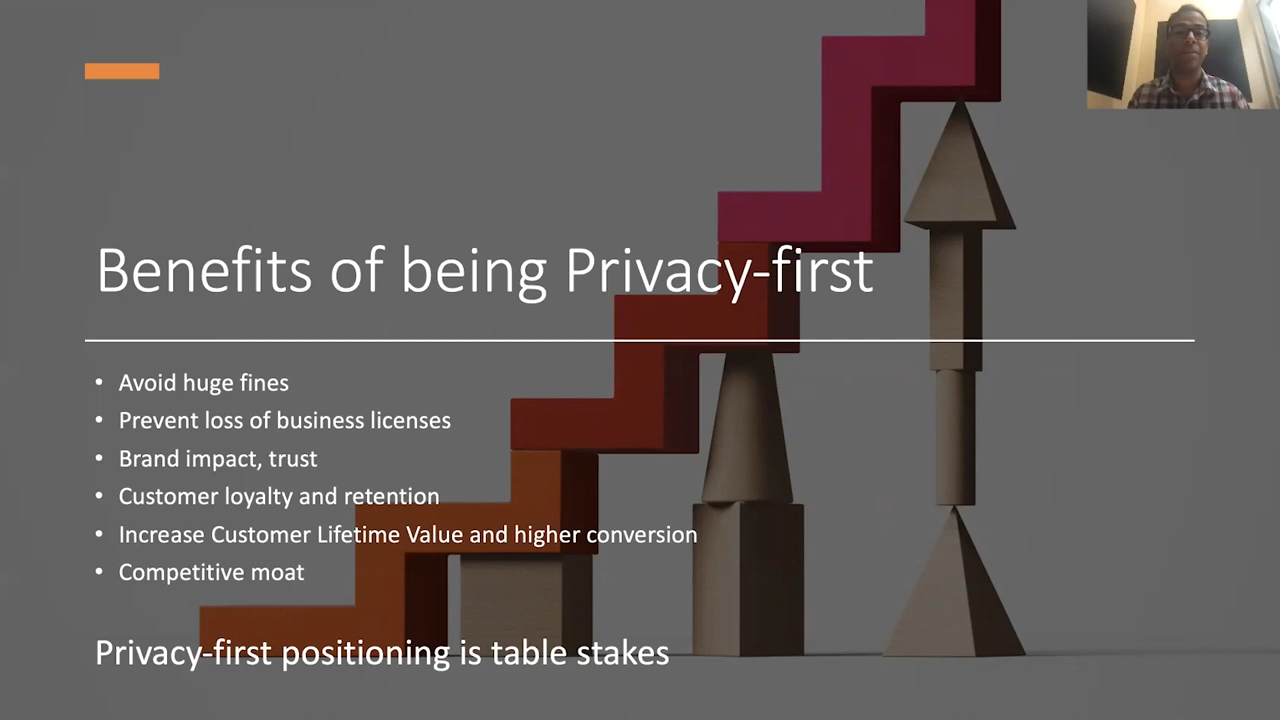 Benefits of being Privacy-first
• Avoid huge fines
• Prevent loss of business licenses
• Brand impact, trust
• Customer loyalty and retention
• Increase Customer Lifetime Value and higher conversion
• Competitive moat
Privacy-first positioning is table stakes